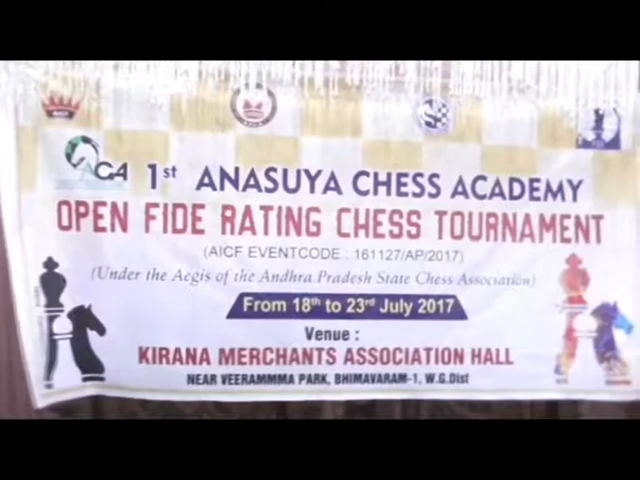 ACA
1st ANASUYA CHESS ACADEMY
OPEN FIDE RATING CHESS TOURNAMENT
(AICF EVENTCODE : 161127/AP/2017)
(Under the Aegis of the Andhra Pradesh State Chess Association)
From 18th to 23rd July 2017
Venue :
KIRANA MERCHANTS ASSOCIATION HALL
NEAR VEERAMMMA PARK, BHIMAVARAM-1, W.G.Dist